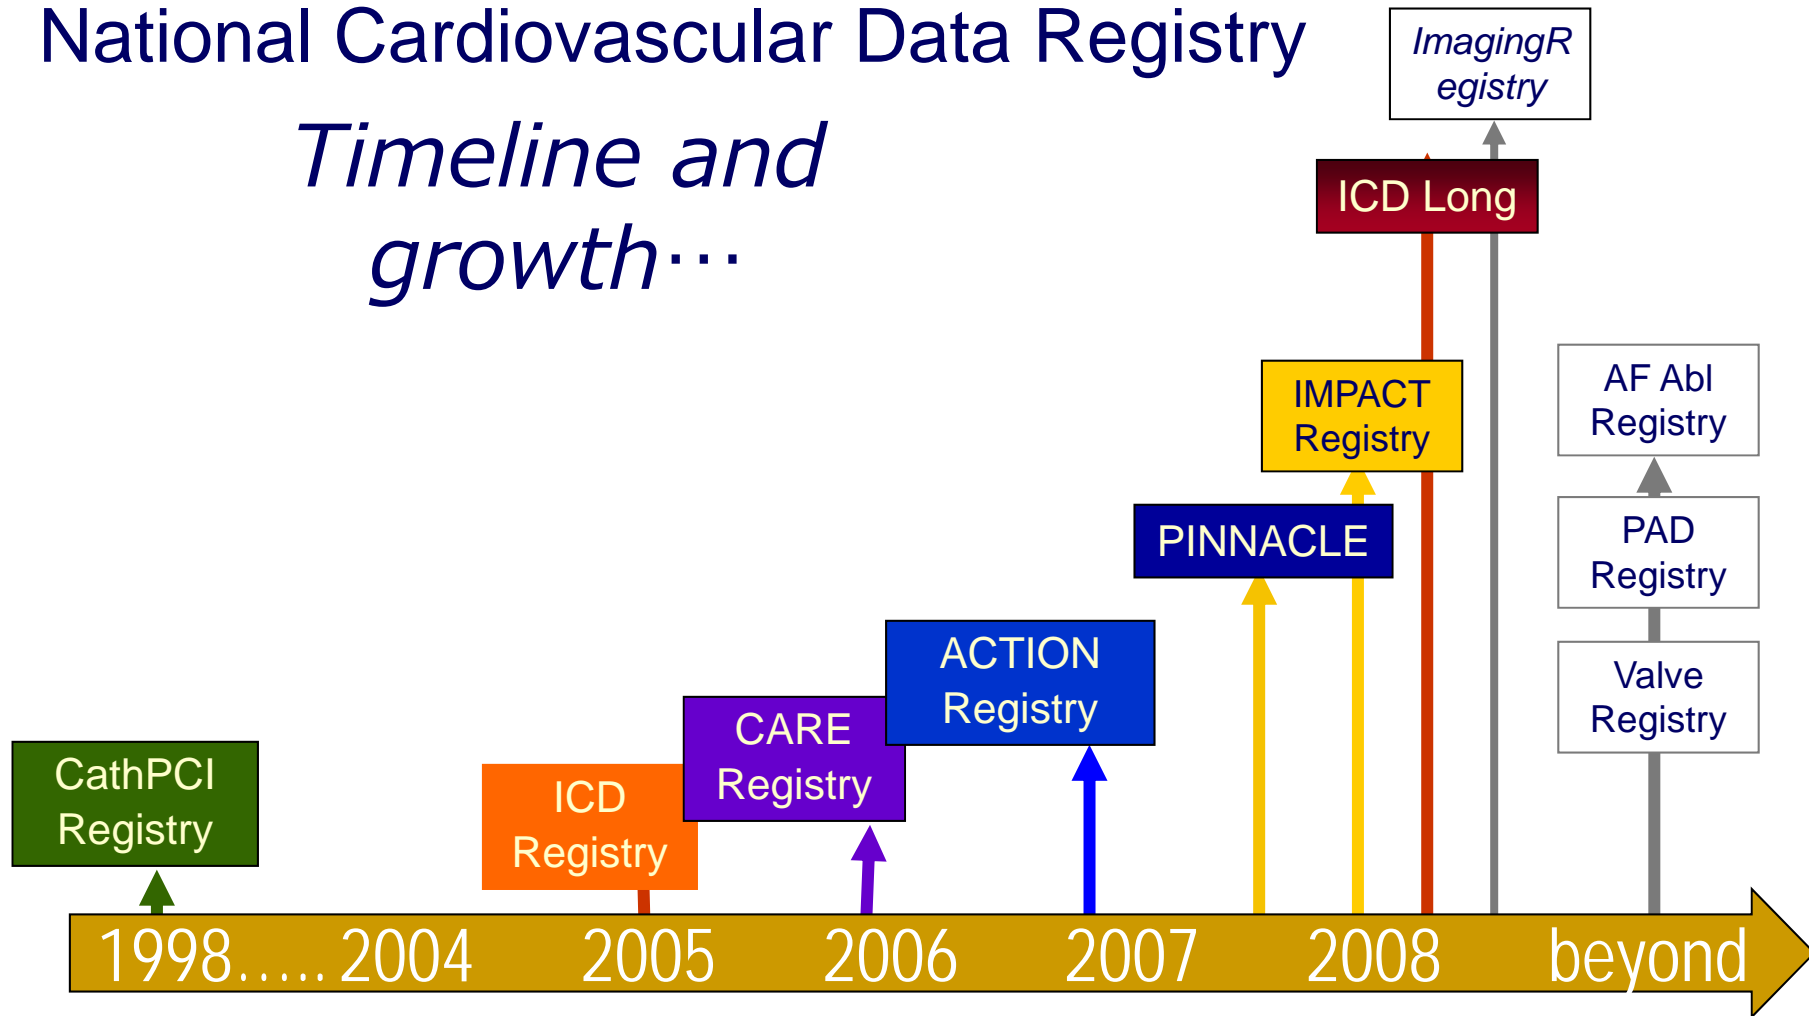 National Cardiovascular Data Registry
Timeline and
growth…
ImagingR
egistry
ICD Long
IMPACT
Registry
AF Abl
Registry
PINNACLE
PAD
Registry
ACTION
Registry
Valve
Registry
CARE
Registry
CathPCI
Registry
ICD
Registry
1998..... 2004 2005 2006 2007 2008 beyond